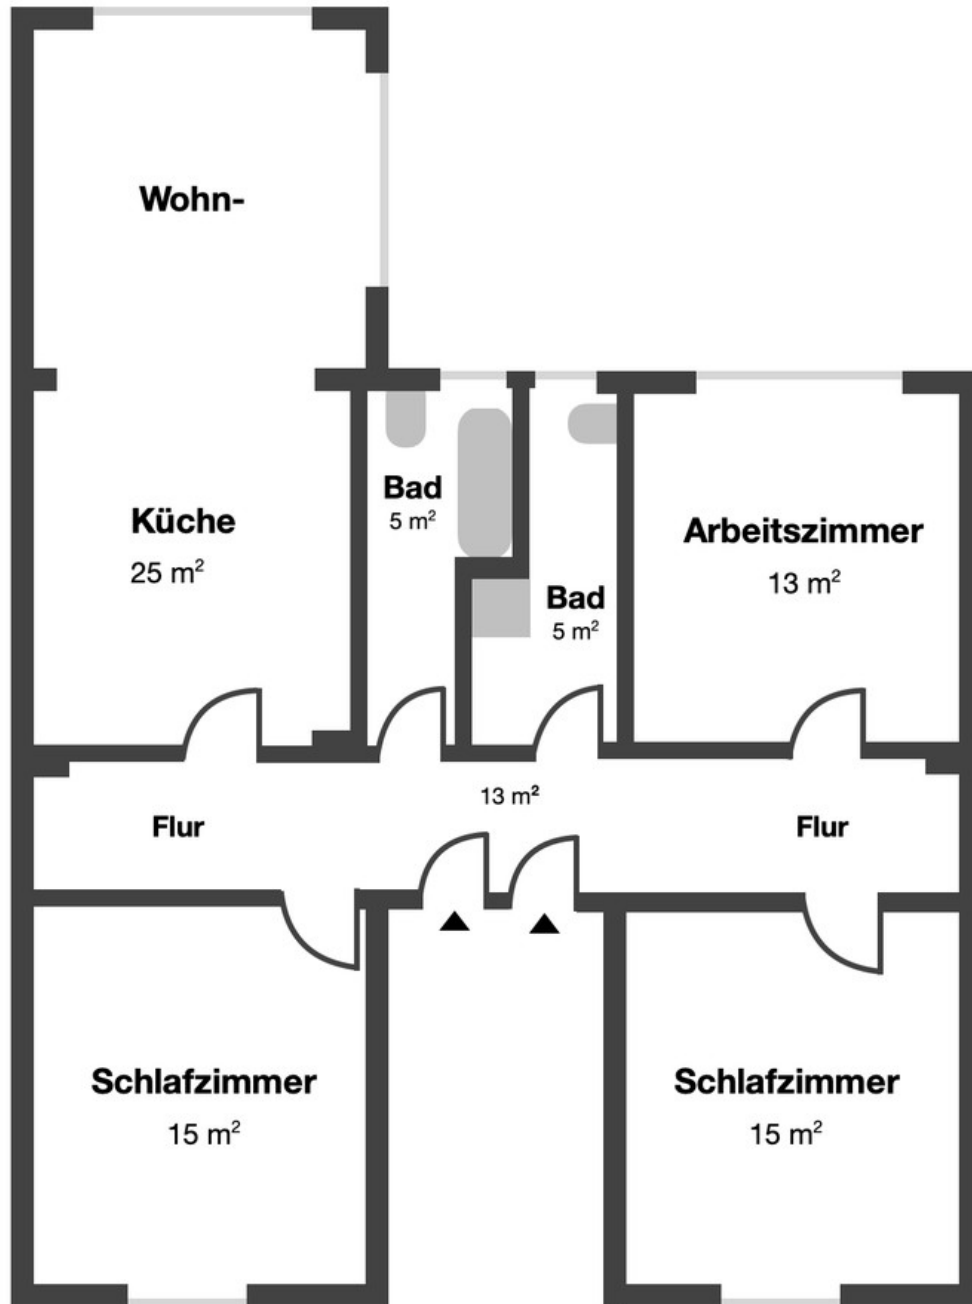 Wohn-
Küche
25 m²
Bad
5 m²
Bad
5 m²
Arbeitszimmer
13 m²
13 m²
Flur
Flur
Schlafzimmer
15 m²
Schlafzimmer
15 m²